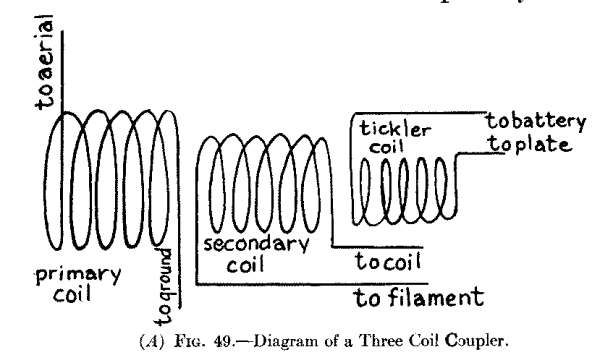 to aerial
tickler
coil
to battery
to plate
secondary
coil
to coil
primary
coil
to ground
to filament
(A) FIG. 49.—Diagram of a Three Coil Coupler.